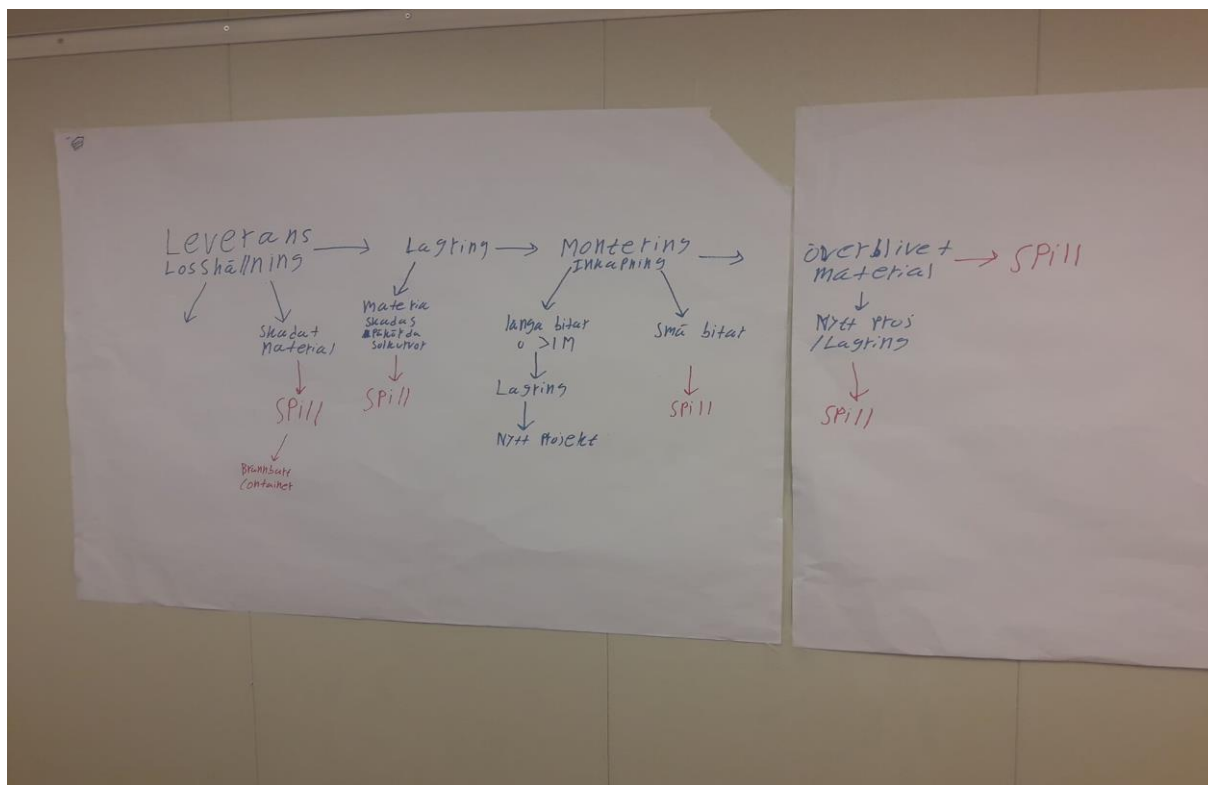 Leverans
Losshållning
Lagring
Montering
Inkapning
överblivet
material
Spill
Skadat
material
Spill
Brännbart
Container
Materia
skadas
påkörda
långa bitar
>1M
Lagring
Nytt Projekt
Små bitar
Spill
Nytt Proj
/Lagring
Spill
Spill